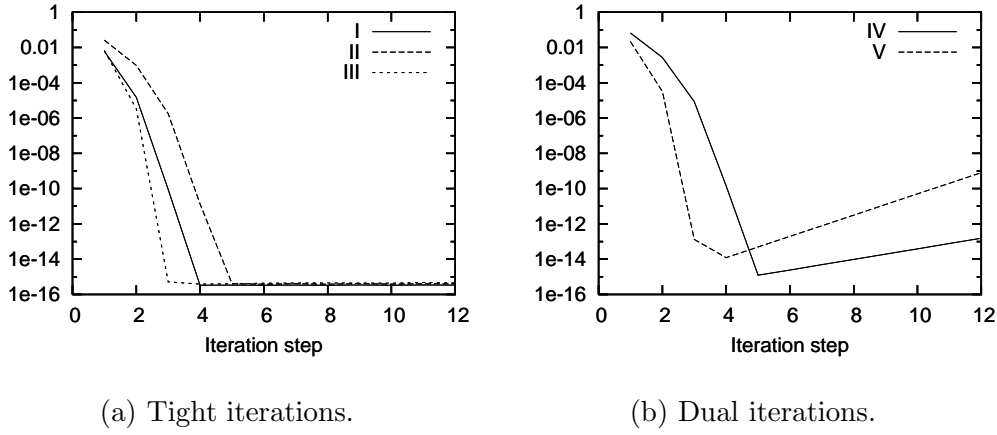 1
0.01
1e-04
1e-06
1e-08
1e-10
1e-12
1e-14
1e-16
0 2 4 6 8 10 12
Iteration step
I
II
III
(a) Tight iterations.
1
0.01
1e-04
1e-06
1e-08
1e-10
1e-12
1e-14
1e-16
0 2 4 6 8 10 12
Iteration step
IV
V
(b) Dual iterations.